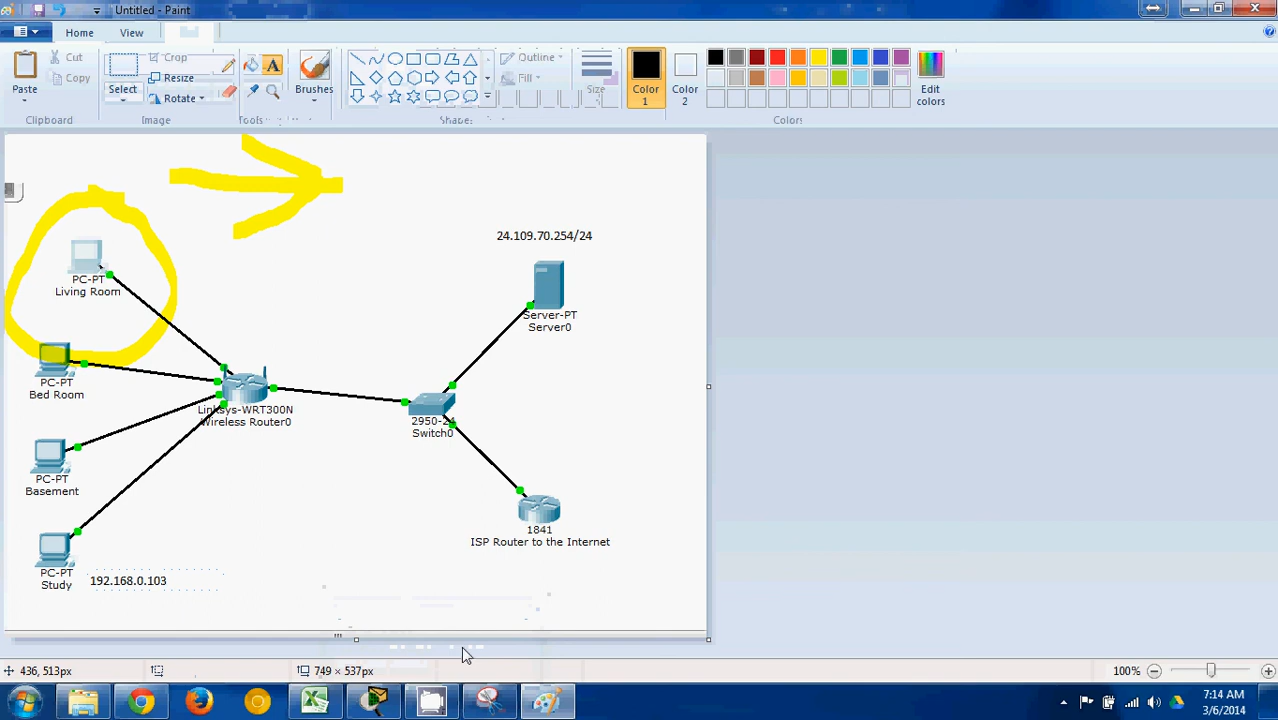 Untitled - Paint
Home
View
Paste
Cut
Copy
Clipboard
Select
Crop
Resize
Rotate
Image
Tools
Brushes
Outline
Fill
Shapes
Size
Color 1
Color 2
Edit colors
Colors
24.109.70.254/24
PC-PT
Living Room
Server-PT
Server0
PC-PT
Bed Room
Linksys-WRT300N
Wireless Router0
2950-24
Switch0
PC-PT
Basement
1841
ISP Router to the Internet
PC-PT
Study
192.168.0.103
436, 513px
749 × 537px
100%
7:14 AM
3/6/2014